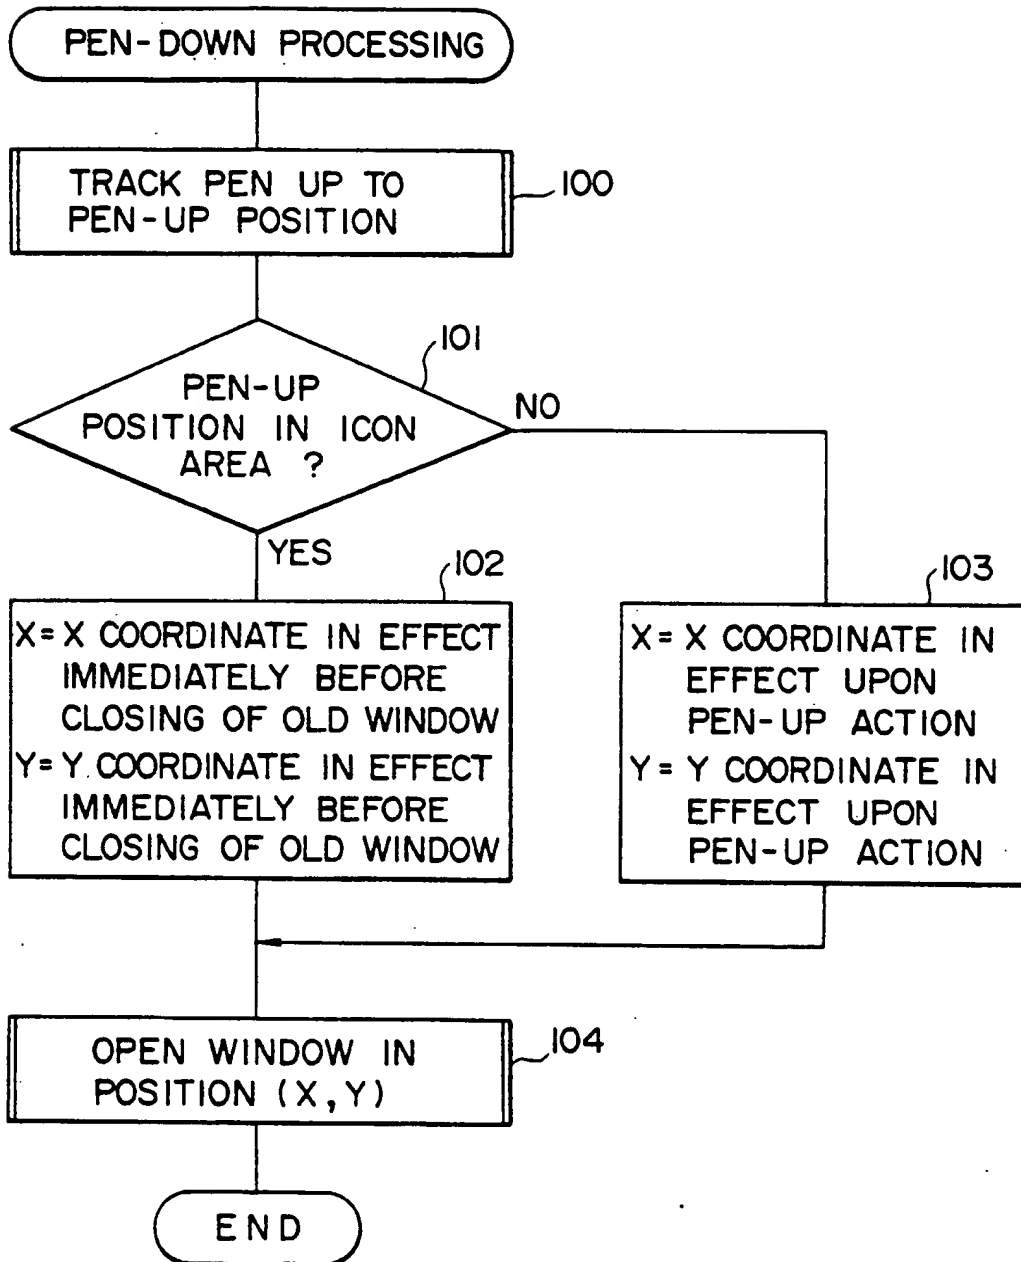 PEN-DOWN PROCESSING
TRACK PEN UP TO
PEN-UP POSITION
100
101
PEN-UP
POSITION IN ICON
AREA ?
NO
YES
102
X = X COORDINATE IN EFFECT
IMMEDIATELY BEFORE
CLOSING OF OLD WINDOW
Y = Y COORDINATE IN EFFECT
IMMEDIATELY BEFORE
CLOSING OF OLD WINDOW
103
X = X COORDINATE IN
EFFECT UPON
PEN-UP ACTION
Y = Y COORDINATE IN
EFFECT UPON
PEN-UP ACTION
OPEN WINDOW IN
POSITION (X,Y)
104
END